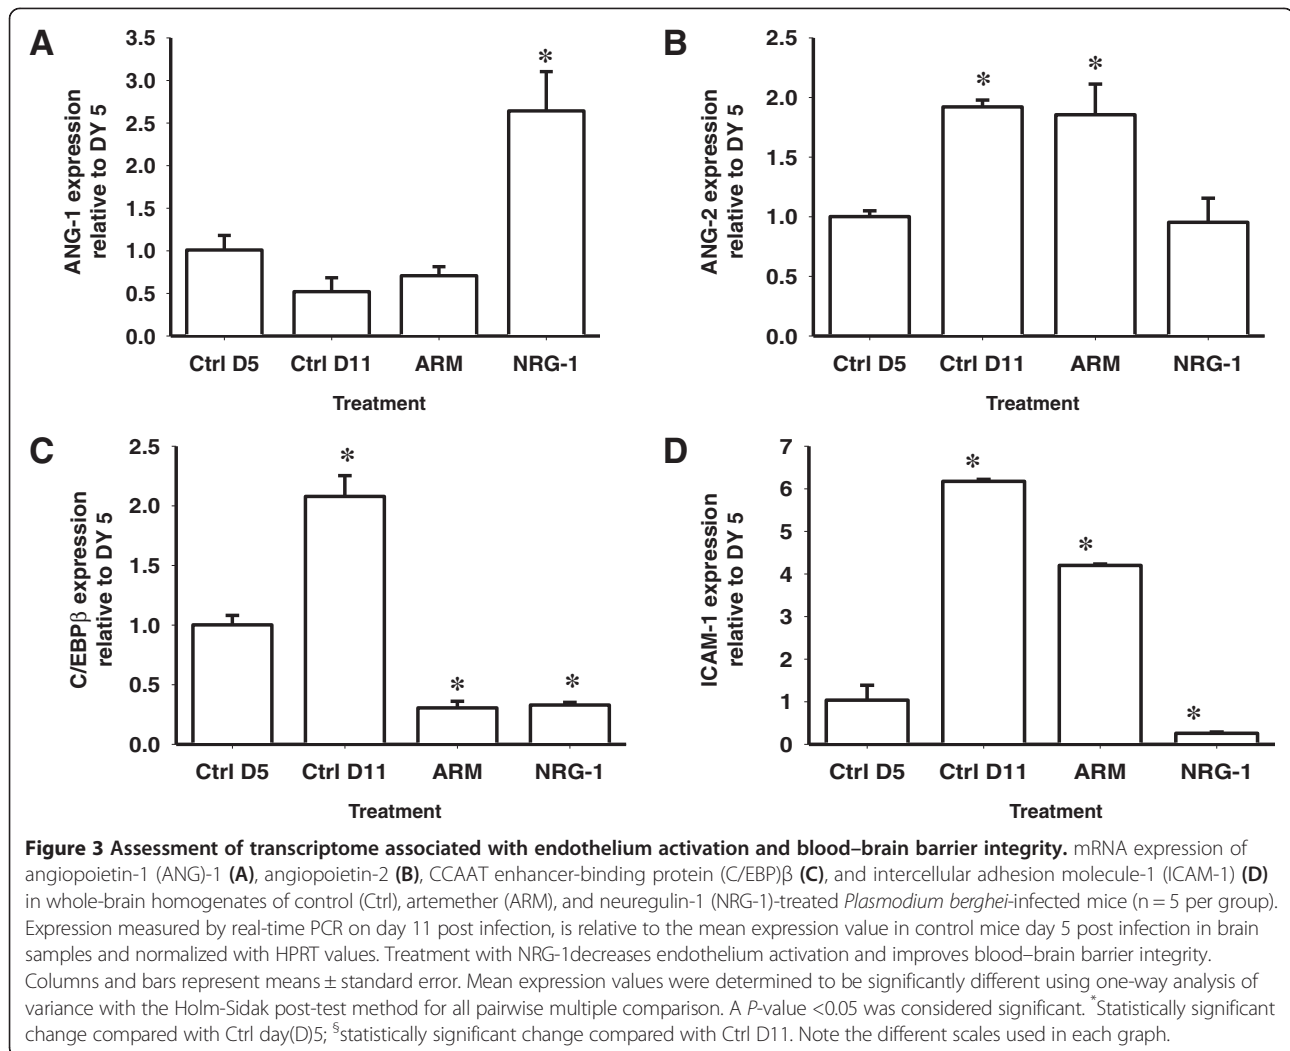 A
3.5
3.0
2.5
2.0
1.5
1.0
0.5
0.0
ANG-1 expression
relative to DY 5
*
Ctrl D5 Ctrl D11 ARM NRG-1
Treatment
B
2.5
2.0
1.5
1.0
0.5
0.0
ANG-2 expression
relative to DY 5
* *
Ctrl D5 Ctrl D11 ARM NRG-1
Treatment
C
2.5
2.0
1.5
1.0
0.5
0.0
C/EBPβ expression
relative to DY 5
* * *
Ctrl D5 Ctrl D11 ARM NRG-1
Treatment
D
7
6
5
4
3
2
1
0
ICAM-1 expression
relative to DY 5
* * *
Ctrl D5 Ctrl D11 ARM NRG-1
Treatment
Figure 3 Assessment of transcriptome associated with endothelium activation and blood–brain barrier integrity. mRNA expression of
angiopoietin-1 (ANG)-1 (A), angiopoietin-2 (B), CCAAT enhancer-binding protein (C/EBP)β (C), and intercellular adhesion molecule-1 (ICAM-1) (D)
in whole-brain homogenates of control (Ctrl), artemether (ARM), and neuregulin-1 (NRG-1)-treated Plasmodium berghei-infected mice (n = 5 per group).
Expression measured by real-time PCR on day 11 post infection, is relative to the mean expression value in control mice day 5 post infection in brain
samples and normalized with HPRT values. Treatment with NRG-1decreases endothelium activation and improves blood–brain barrier integrity.
Columns and bars represent means ± standard error. Mean expression values were determined to be significantly different using one-way analysis of
variance with the Holm-Sidak post-test method for all pairwise multiple comparison. A P-value <0.05 was considered significant. *Statistically significant
change compared with Ctrl day(D)5; §statistically significant change compared with Ctrl D11. Note the different scales used in each graph.